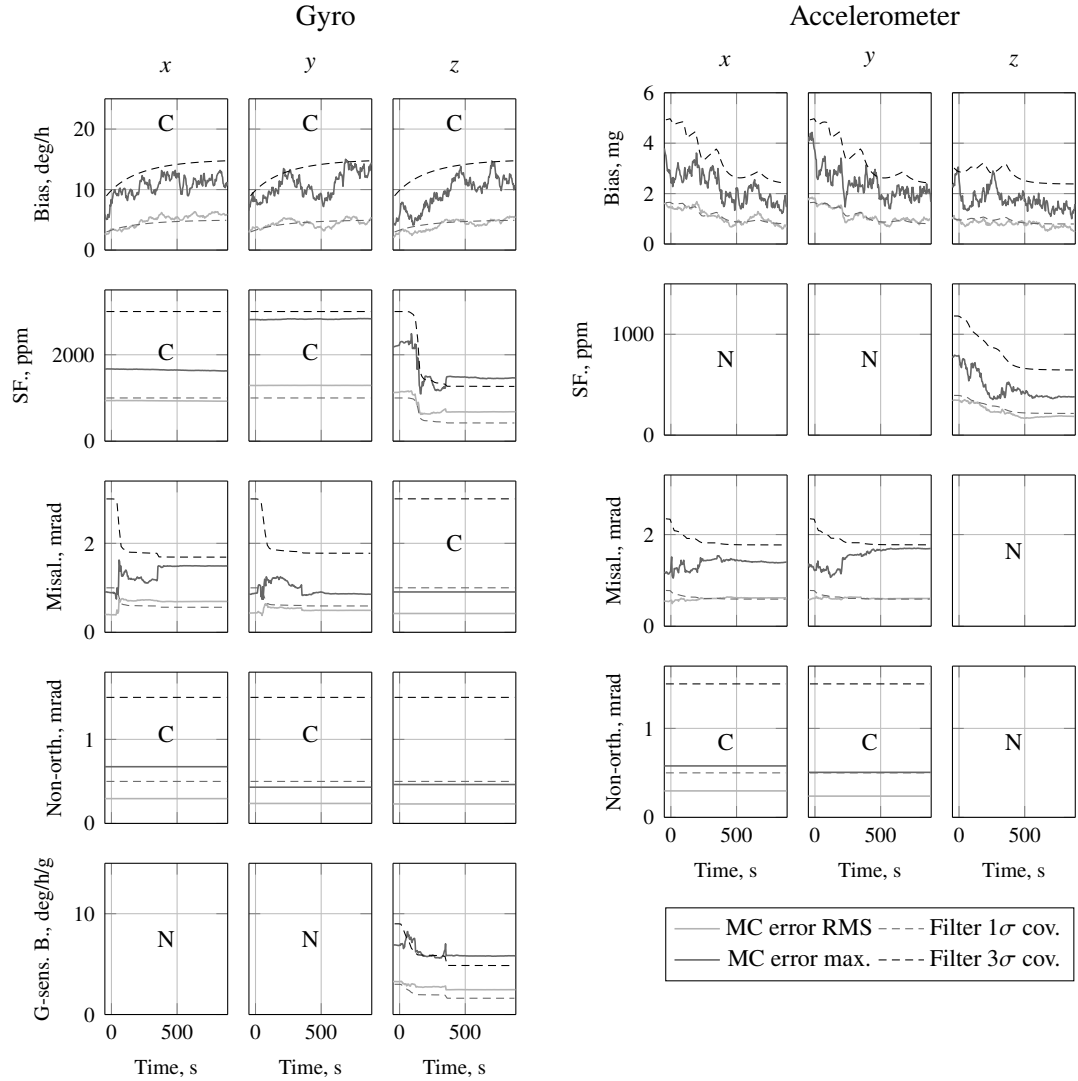 Gyro
Accelerometer
x y z
x y z
Bias, deg/h
20
10
0
C C C
Bias, mg
6
4
2
0
SF., ppm
2000
0
C C
SF., ppm
1000
0
N N
Misal., mrad
2
1
0
C
Misal., mrad
2
0
N
Non-orth., mrad
1
0
C C
Non-orth., mrad
1
0
C C N
0 500 0 500 0 500
Time, s Time, s Time, s
G-sens. B., deg/h/g
10
0
N N
0 500 0 500 0 500
Time, s Time, s Time, s
MC error RMS Filter 1σ cov.
MC error max. Filter 3σ cov.